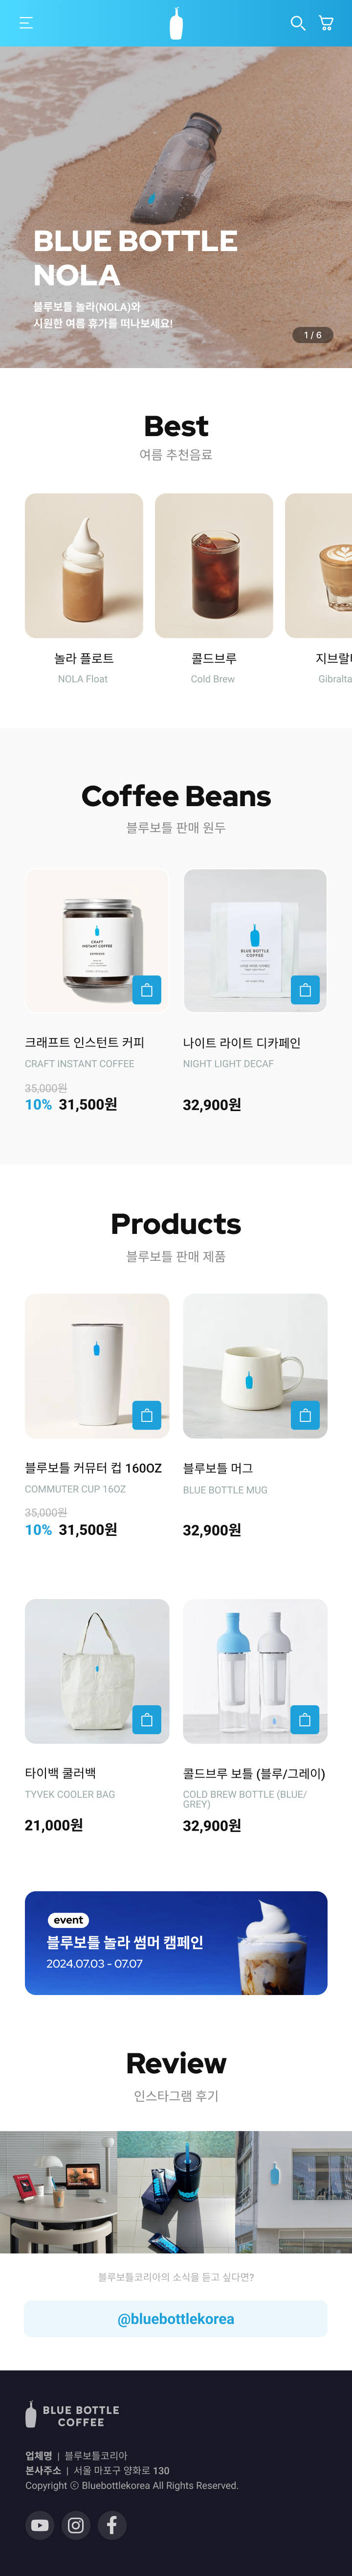 BLUE BOTTLE
NOLA
블루보틀 놀라(NOLA)와
시원한 여름 휴가를 떠나보세요!
1 / 6
Best
여름 추천음료
놀라 플로트
콜드브루
NOLA Float
Cold Brew
Coffee Beans
블루보틀 판매 원두
CRAFT
INSTANT COFFEE
BLUE BOTTLE
COFFEE
크래프트 인스턴트 커피
나이트 라이트 디카페인
CRAFT INSTANT COFFEE
NIGHT LIGHT DECAF
35,000원
10% 31,500원
32,900원
Products
블루보틀 판매 제품
블루보틀 커뮤터 컵 160OZ
블루보틀 머그
COMMUTER CUP 16OZ
BLUE BOTTLE MUG
35,000원
10% 31,500원
32,900원
타이백 쿨러백
콜드브루 보틀 (블루/그레이)
TYVEK COOLER BAG
COLD BREW BOTTLE (BLUE/
GREY)
21,000원
32,900원
event
블루보틀 놀라 썸머 캠페인
2024.07.03 - 07.07
Review
인스타그램 후기
블루보틀코리아의 소식을 듣고 싶다면?
@bluebottlekorea
BLUE BOTTLE
COFFEE
업체명 | 블루보틀코리아
본사주소 | 서울 마포구 양화로 130
Copyright ⓒ Bluebottlekorea All Rights Reserved.